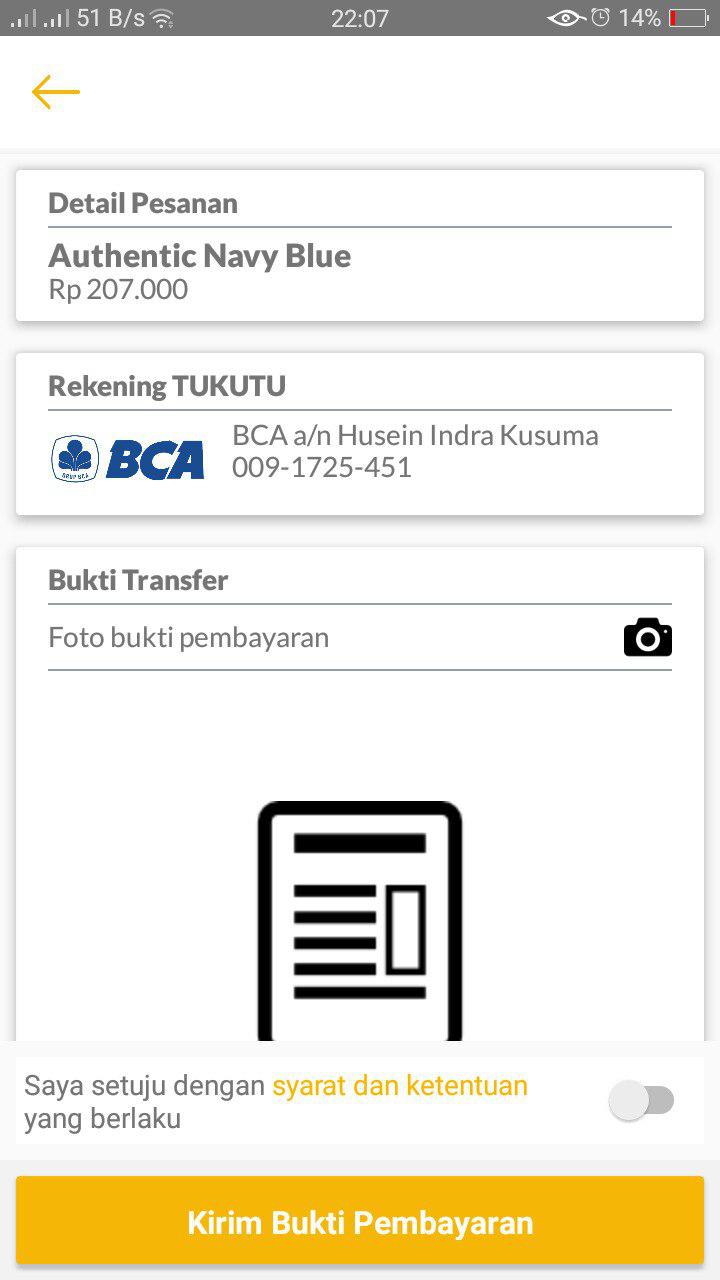 51 B/s
22:07
14%
Detail Pesanan
Authentic Navy Blue
Rp 207.000
Rekening TUKUTU
GRUP BCA
BCA
BCA a/n Husein Indra Kusuma
009-1725-451
Bukti Transfer
Foto bukti pembayaran
Saya setuju dengan syarat dan ketentuan
yang berlaku
Kirim Bukti Pembayaran